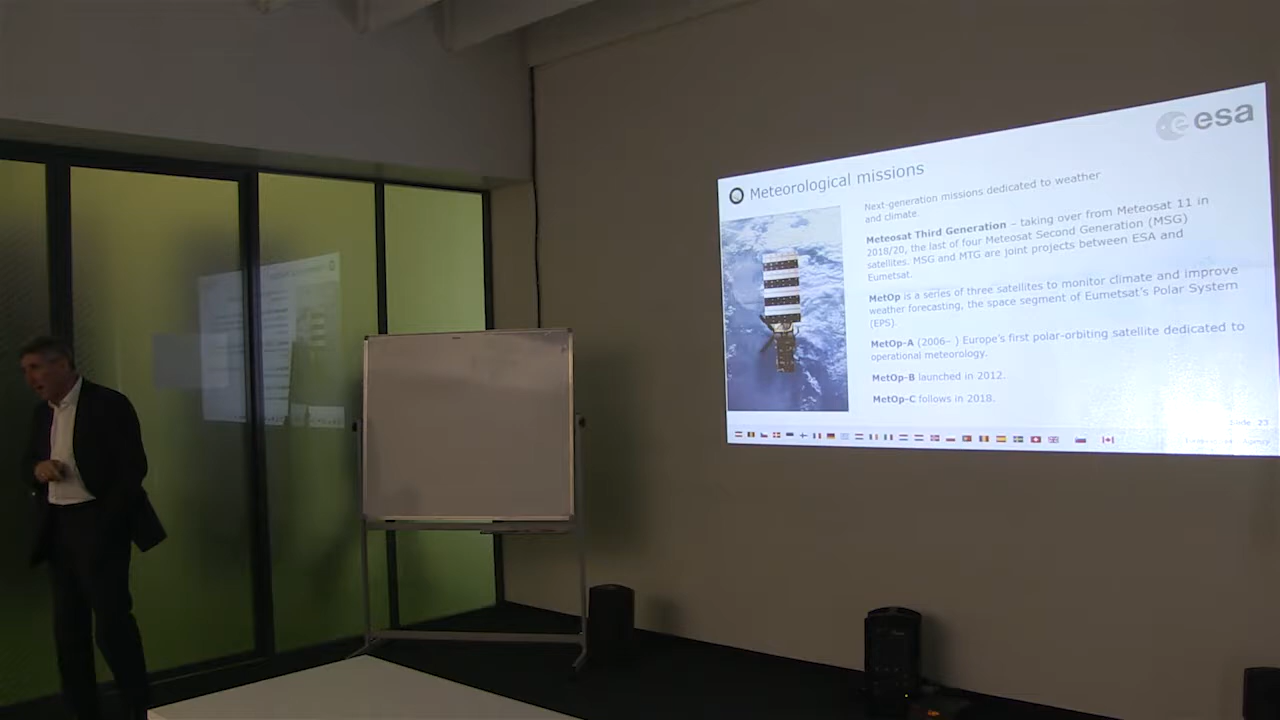 esa
Meteorological missions
Next-generation missions dedicated to weather
and climate.
Meteosat Third Generation – taking over from Meteosat 11 in
2018/20, the last of four Meteosat Second Generation (MSG)
satellites. MSG and MTG are joint projects between ESA and
Eumetsat.
MetOp is a series of three satellites to monitor climate and improve
weather forecasting, the space segment of Eumetsat's Polar System
(EPS).
MetOp-A (2006– ) Europe's first polar-orbiting satellite dedicated to
operational meteorology.
MetOp-B launched in 2012.
MetOp-C follows in 2018.
Slide 23
Agency